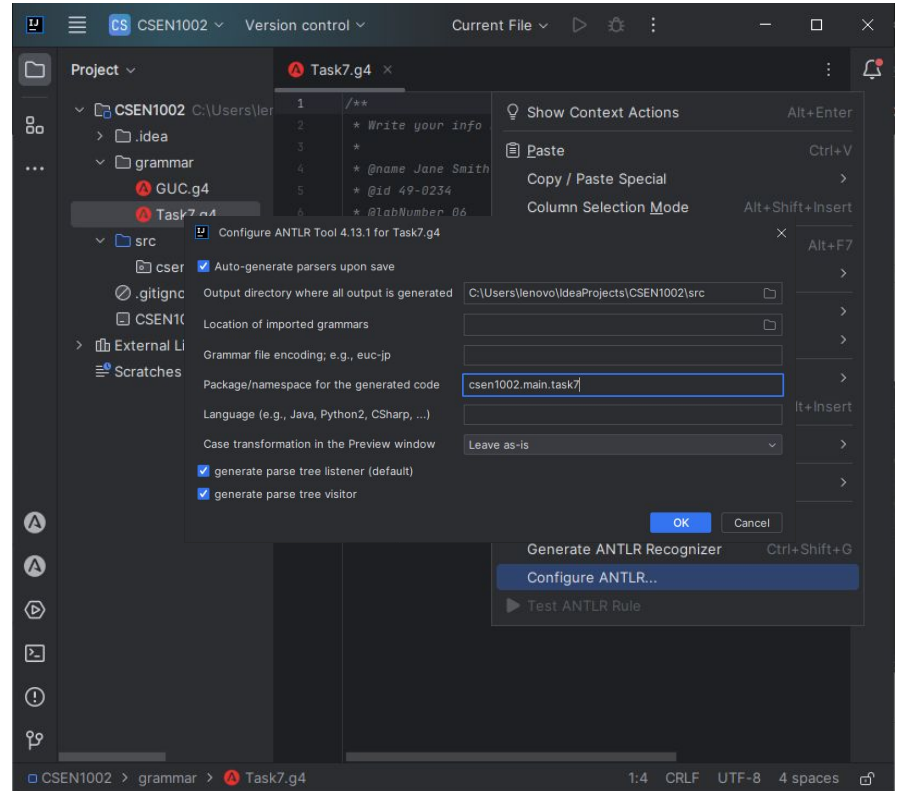 CS CSEN1002 Version control Current File
Project
Task7.g4
CSEN1002 C:\Users\ler
.idea
grammar
GUC.g4
Task7.g4
src
cser
.gitigno
CSEN1(
External Li
Scratches
1 /**
2 * Write your info
3 *
4 * @name Jane Smith
5 * @id 49-0234
6 * @labNumber 06
Show Context Actions Alt+Enter
Paste Ctrl+V
Copy / Paste Special
Column Selection Mode Alt+Shift+Insert
Alt+F7
lt+Insert
Configure ANTLR Tool 4.13.1 for Task7.g4
Auto-generate parsers upon save
Output directory where all output is generated C:\Users\lenovo\IdeaProjects\CSEN1002\src
Location of imported grammars
Grammar file encoding; e.g., euc-jp
Package/namespace for the generated code csen1002.main.task7
Language (e.g., Java, Python2, CSharp, ...)
Case transformation in the Preview window Leave as-is
generate parse tree listener (default)
generate parse tree visitor
OK Cancel
Generate ANTLR Recognizer Ctrl+Shift+G
Configure ANTLR...
Test ANTLR Rule
CSEN1002 > grammar > Task7.g4 1:4 CRLF UTF-8 4 spaces